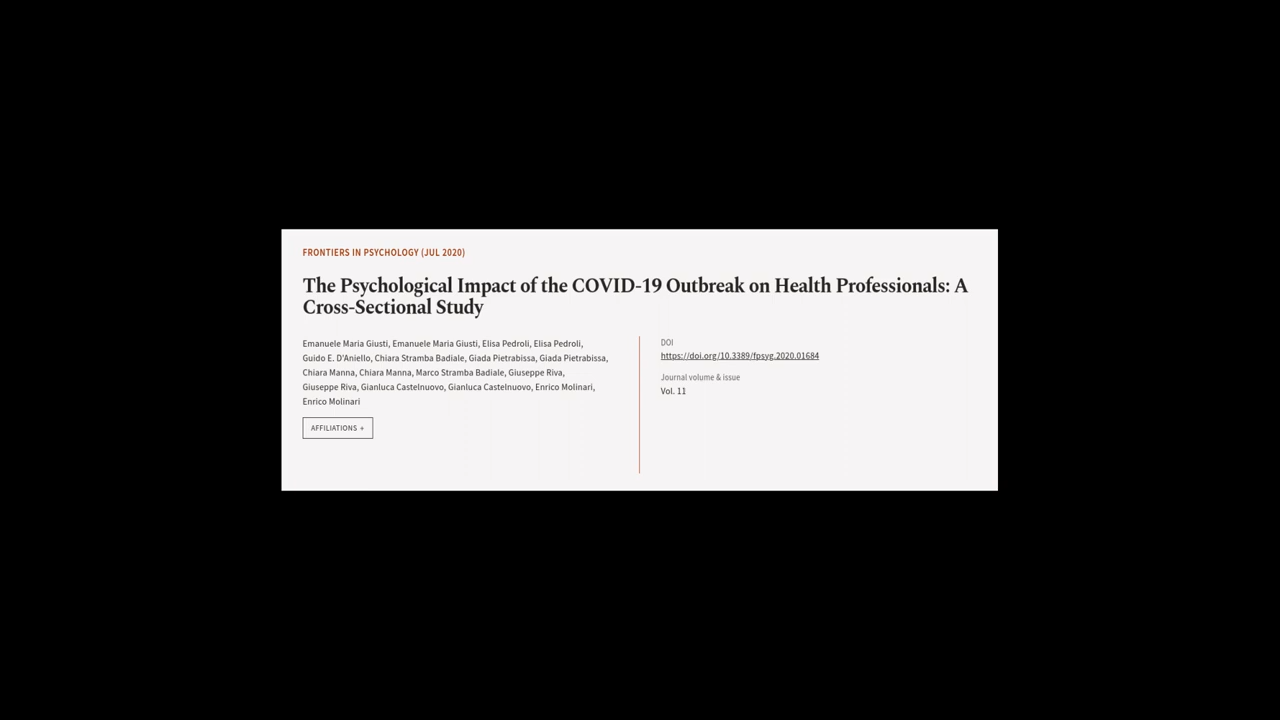 FRONTIERS IN PSYCHOLOGY (JUL 2020)
The Psychological Impact of the COVID-19 Outbreak on Health Professionals: A
Cross-Sectional Study
Emanuele Maria Giusti, Emanuele Maria Giusti, Elisa Pedroli, Elisa Pedroli,
Guido E. D'Aniello, Chiara Stramba Badiale, Giada Pietrabissa, Giada Pietrabissa,
Chiara Manna, Chiara Manna, Marco Stramba Badiale, Giuseppe Riva,
Giuseppe Riva, Gianluca Castelnuovo, Gianluca Castelnuovo, Enrico Molinari,
Enrico Molinari
AFFILIATIONS +
DOI
https://doi.org/10.3389/fpsyg.2020.01684
Journal volume & issue
Vol. 11